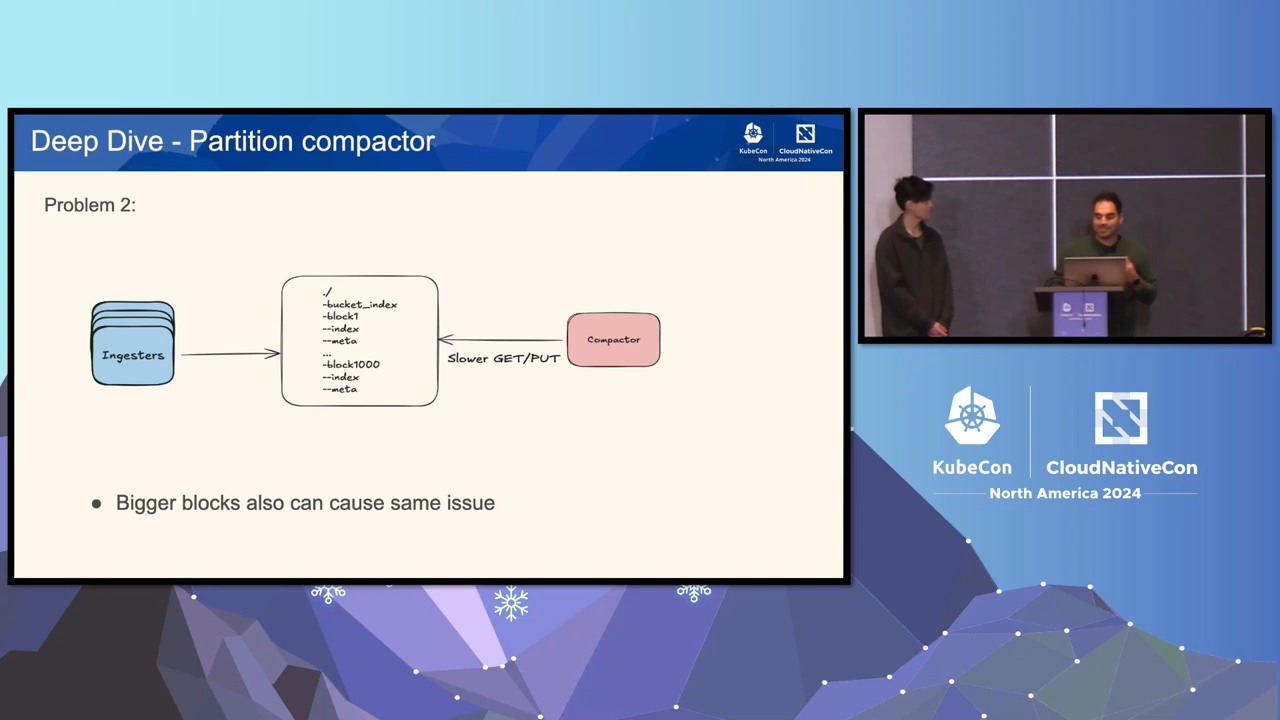 Deep Dive - Partition compactor
KubeCon
CloudNativeCon
North America 2024
Problem 2:
Ingesters
./
-bucket_index
-block1
--index
--meta
...
-block1000
--index
--meta
Slower GET/PUT
Compactor
● Bigger blocks also can cause same issue
KubeCon
CloudNativeCon
North America 2024